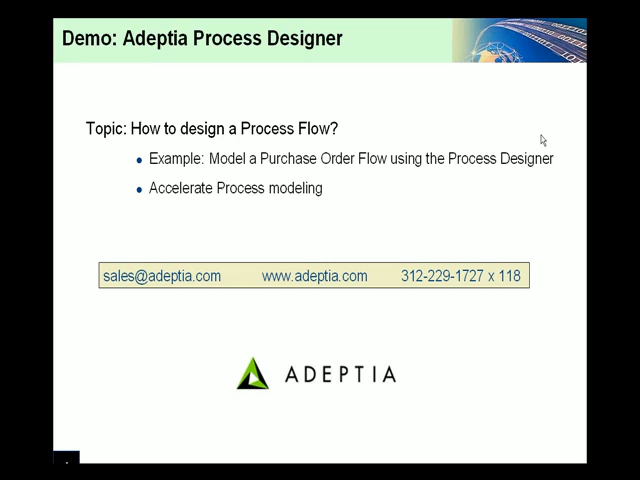 Demo: Adeptia Process Designer
Topic: How to design a Process Flow?
• Example: Model a Purchase Order Flow using the Process Designer
• Accelerate Process modeling
sales@adeptia.com www.adeptia.com 312-229-1727 x 118
ADEPTIA